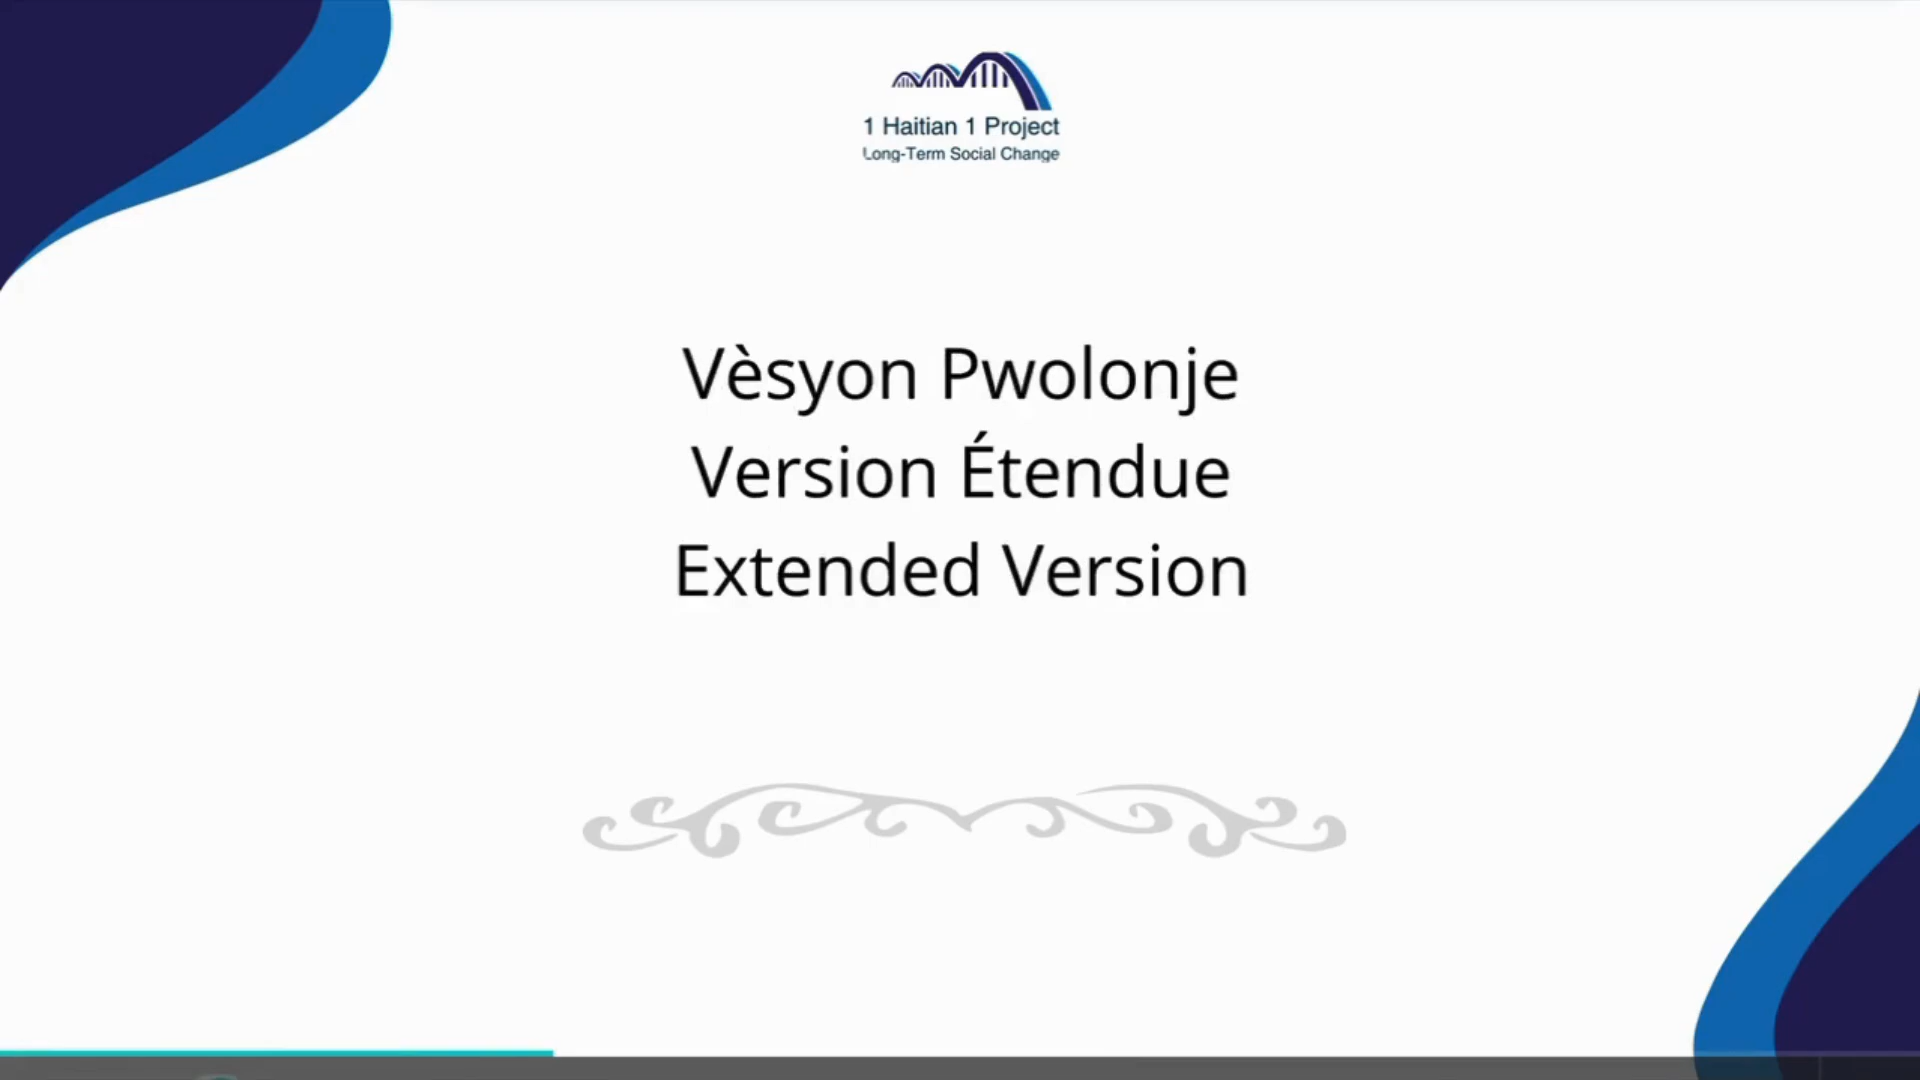 1 Haitian 1 Project
Long-Term Social Change
Vèsyon Pwolonje
Version Étendue
Extended Version